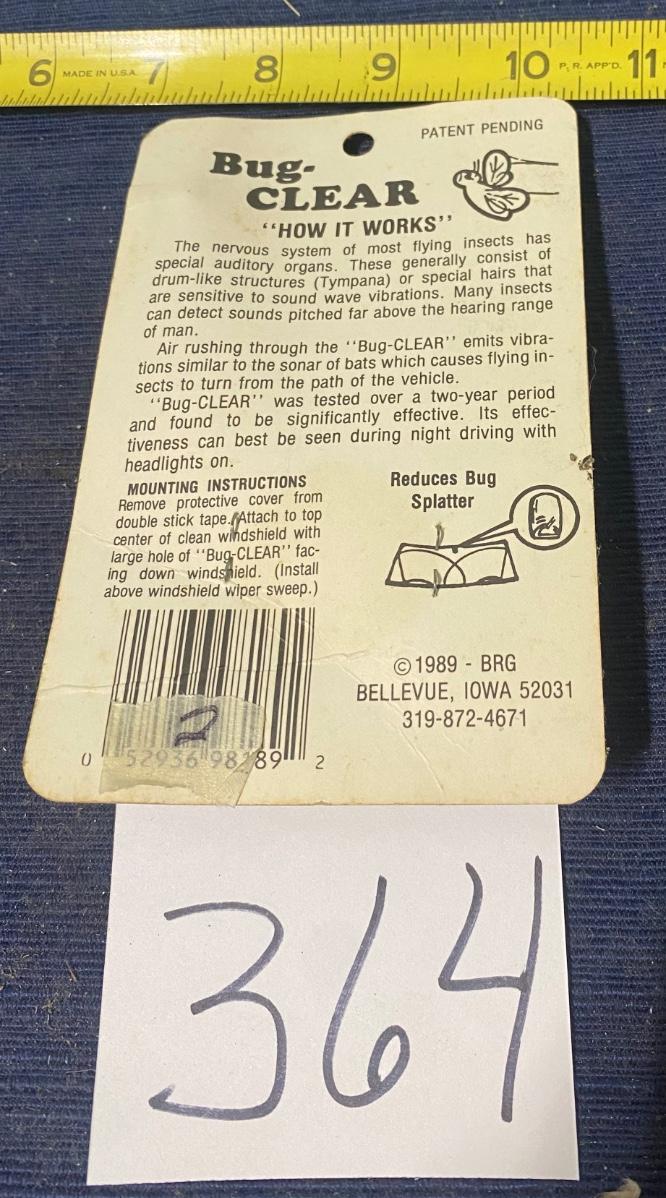 6 MADE IN U.S.A. 7 8 9 10 P.R. APP'D. 11
PATENT PENDING
Bug-
CLEAR
"HOW IT WORKS"
The nervous system of most flying insects has
special auditory organs. These generally consist of
drum-like structures (Tympana) or special hairs that
are sensitive to sound wave vibrations. Many insects
can detect sounds pitched far above the hearing range
of man.
Air rushing through the "Bug-CLEAR" emits vibra-
tions similar to the sonar of bats which causes flying in-
sects to turn from the path of the vehicle.
"Bug-CLEAR" was tested over a two-year period
and found to be significantly effective. Its effec-
tiveness can best be seen during night driving with
headlights on.
MOUNTING INSTRUCTIONS
Remove protective cover from
double stick tape. Attach to top
center of clean windshield with
large hole of "Bug-CLEAR" fac-
ing down windshield. (Install
above windshield wiper sweep.)
Reduces Bug
Splatter
©1989 - BRG
BELLEVUE, IOWA 52031
319-872-4671
2
0 52936 98189 2
364